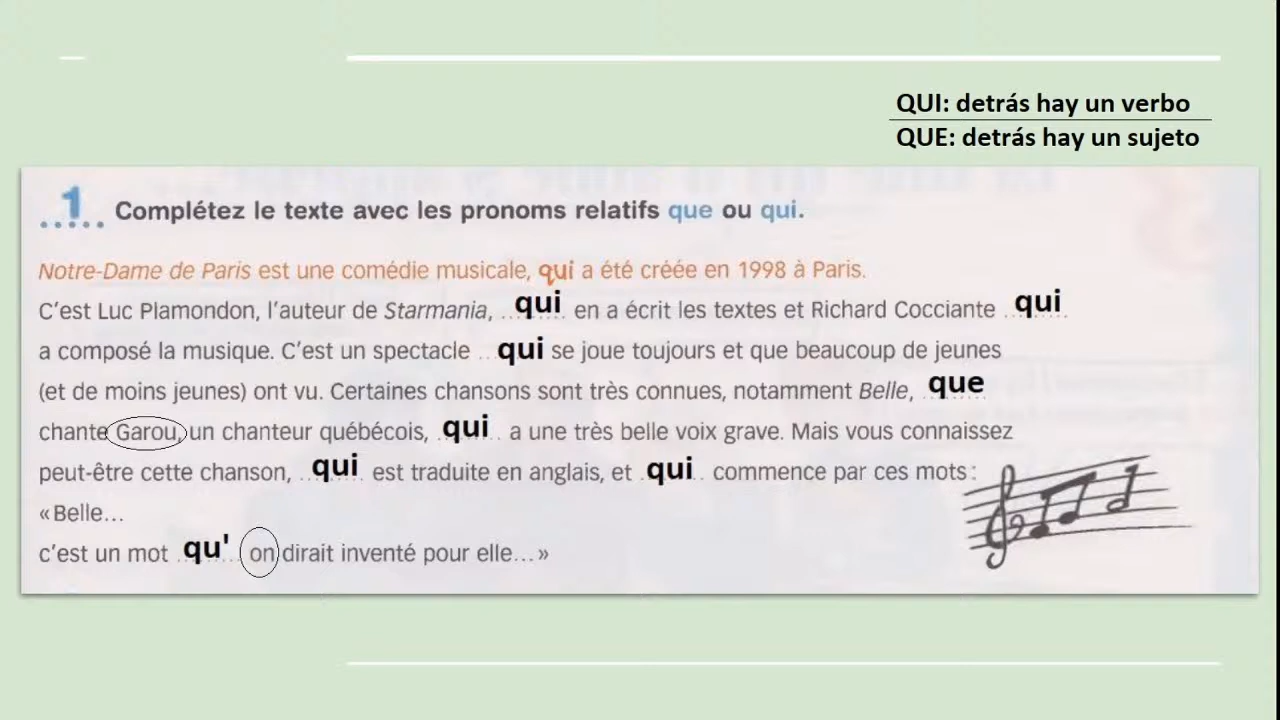 QUI: detrás hay un verbo
QUE: detrás hay un sujeto
1 Complétez le texte avec les pronoms relatifs que ou qui.
Notre-Dame de Paris est une comédie musicale, qui a été créée en 1998 à Paris.
C'est Luc Plamondon, l'auteur de Starmania, qui en a écrit les textes et Richard Cocciante qui
a composé la musique. C'est un spectacle qui se joue toujours et que beaucoup de jeunes
(et de moins jeunes) ont vu. Certaines chansons sont très connues, notamment Belle, que
chante Garou, un chanteur québécois, qui a une très belle voix grave. Mais vous connaissez
peut-être cette chanson, qui est traduite en anglais, et qui commence par ces mots :
«Belle...
c'est un mot qu' on dirait inventé pour elle...»